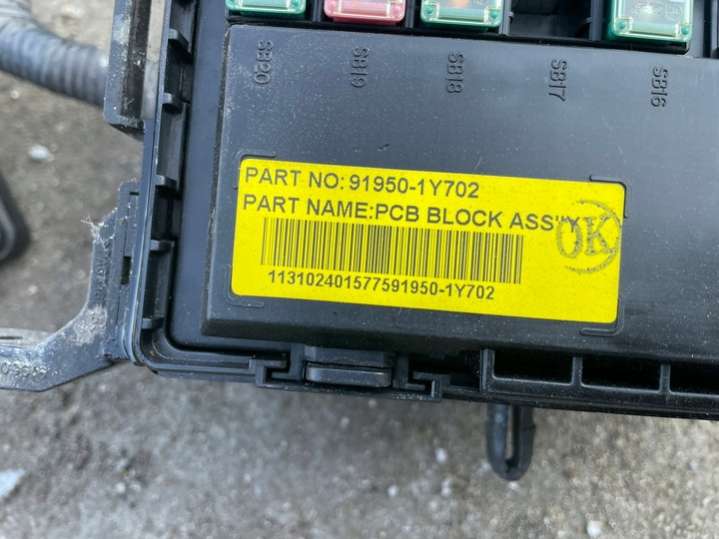 SB20
SB19
SB18
SB17
SB16
PART NO: 91950-1Y702
PART NAME:PCB BLOCK ASS'Y
OK
113102401577591950-1Y702